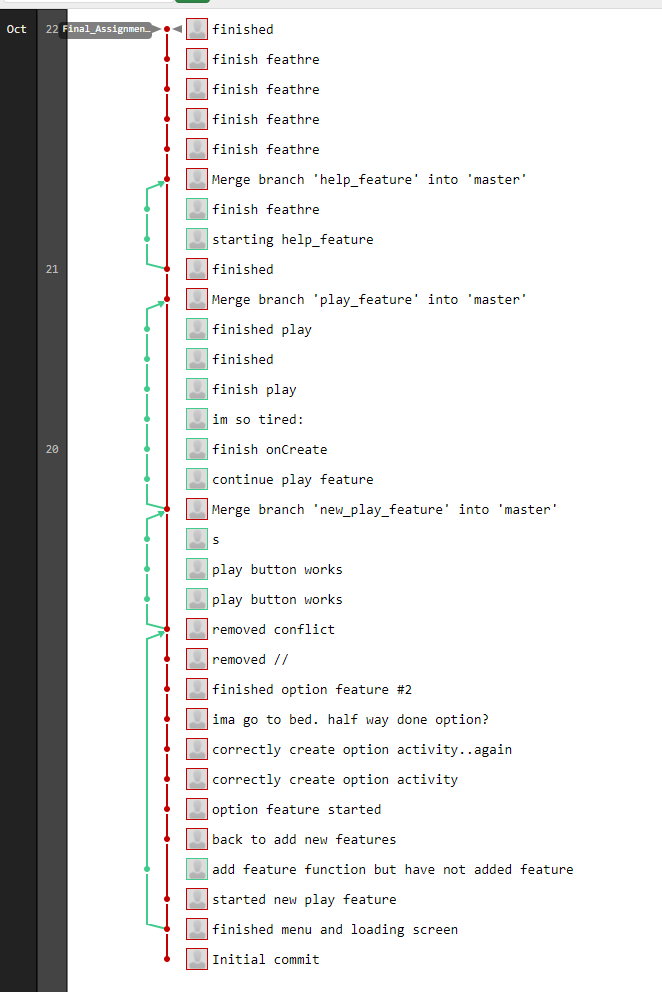 Oct 22 Final_Assignmen… finished
finish feathre
finish feathre
finish feathre
finish feathre
Merge branch 'help_feature' into 'master'
finish feathre
starting help_feature
21 finished
Merge branch 'play_feature' into 'master'
finished play
finished
finish play
im so tired:
20 finish onCreate
continue play feature
Merge branch 'new_play_feature' into 'master'
s
play button works
play button works
removed conflict
removed //
finished option feature #2
ima go to bed. half way done option?
correctly create option activity..again
correctly create option activity
option feature started
back to add new features
add feature function but have not added feature
started new play feature
finished menu and loading screen
Initial commit